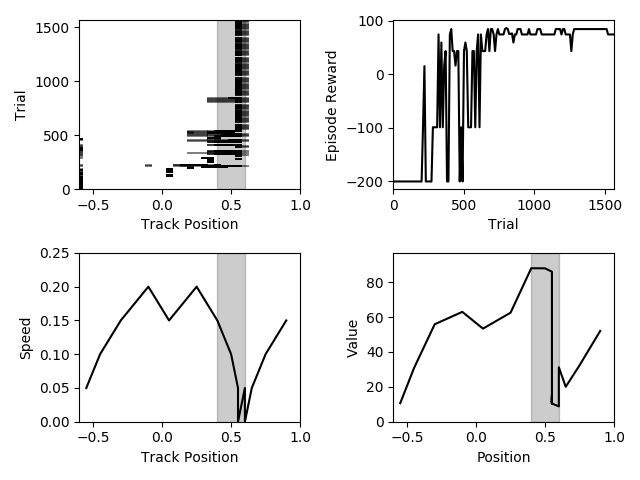 1500
1000
500
0
Trial
−0.5 0.0 0.5 1.0
Track Position
100
0
−100
−200
Episode Reward
0 500 1000 1500
Trial
0.25
0.20
0.15
0.10
0.05
0.00
Speed
−0.5 0.0 0.5 1.0
Track Position
80
60
40
20
0
Value
−0.5 0.0 0.5 1.0
Position